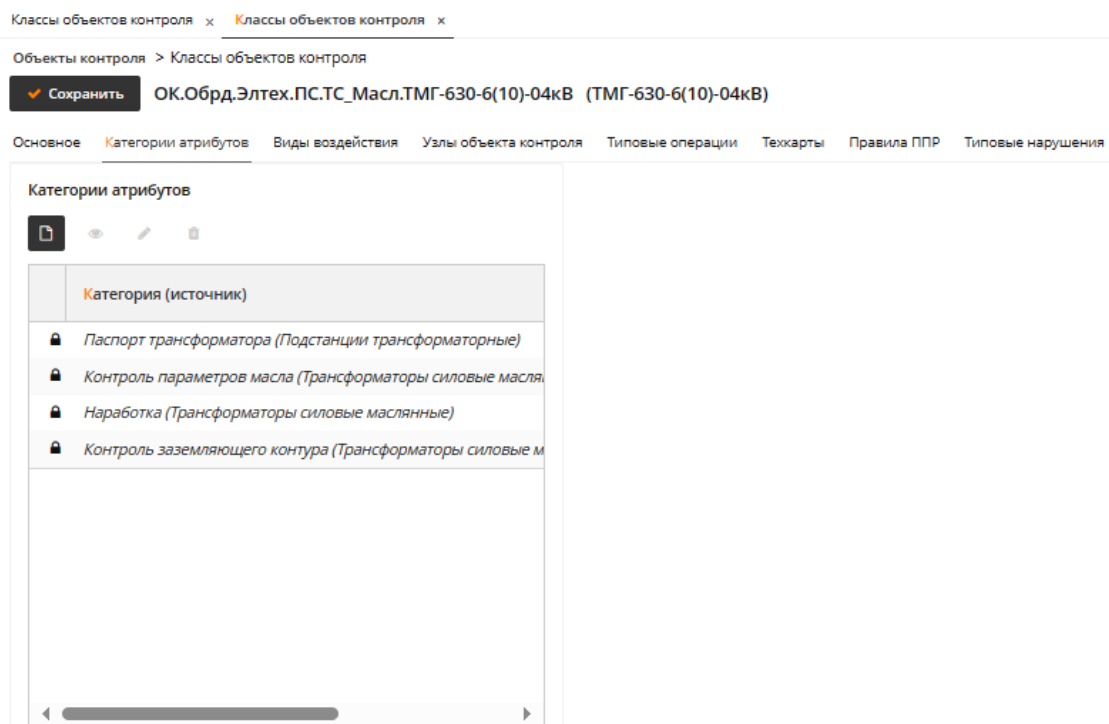 Классы объектов контроля x Классы объектов контроля x
Объекты контроля > Классы объектов контроля
Сохранить ОК.Обрд.Элтех.ПС.ТС_Масл.ТМГ-630-6(10)-04кВ (ТМГ-630-6(10)-04кВ)
Основное Категории атрибутов Виды воздействия Узлы объекта контроля Типовые операции Техкарты Правила ППР Типовые нарушения
Категории атрибутов
Категория (источник)
Паспорт трансформатора (Подстанции трансформаторные)
Контроль параметров масла (Трансформаторы силовые масля
Наработка (Трансформаторы силовые маслянные)
Контроль заземляющего контура (Трансформаторы силовые м